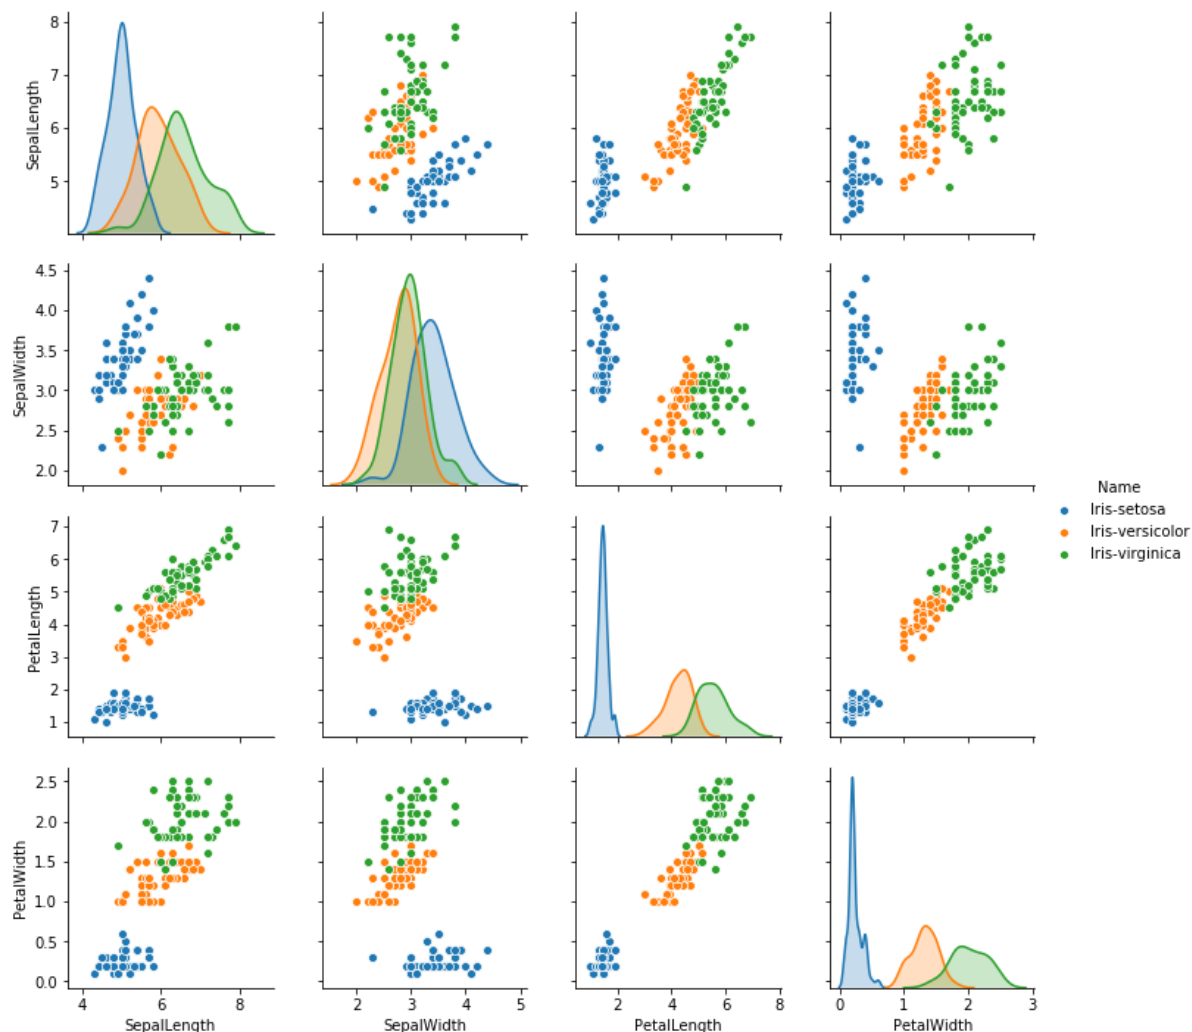 8
7
6
5
SepalLength
4.5
4.0
3.5
3.0
2.5
2.0
SepalWidth
Name
Iris-setosa
Iris-versicolor
Iris-virginica
7
6
5
4
3
2
1
PetalLength
2.5
2.0
1.5
1.0
0.5
0.0
PetalWidth
4 6 8
2 3 4 5
2 4 6 8
0 1 2 3
SepalLength
SepalWidth
PetalLength
PetalWidth